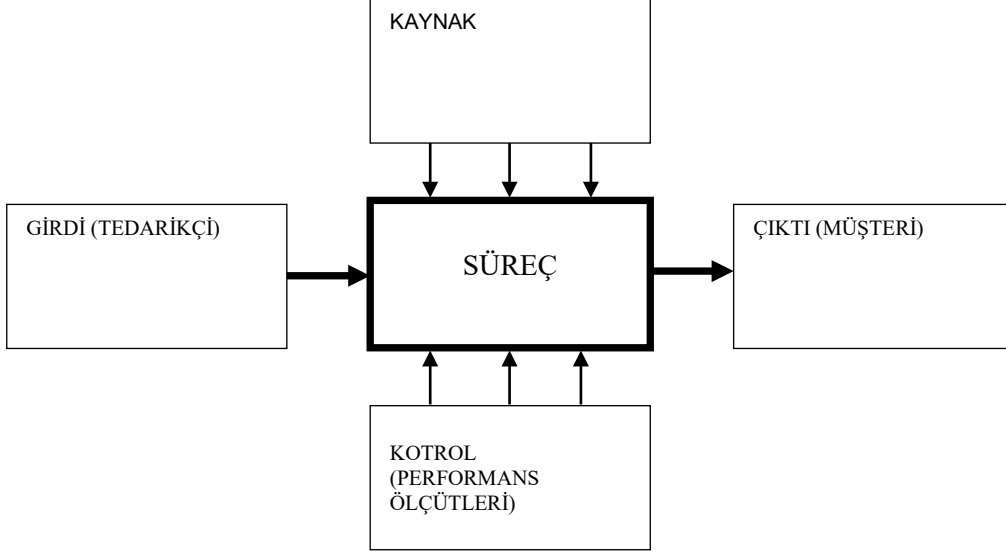 KAYNAK
GİRDİ (TEDARİKÇİ)
SÜREÇ
ÇIKTI (MÜŞTERİ)
KOTROL
(PERFORMANS
ÖLÇÜTLERİ)